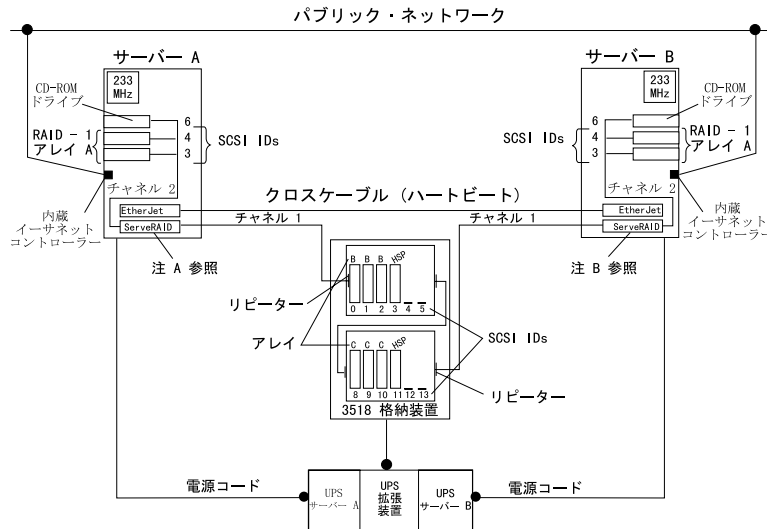 パブリック・ネットワーク
サーバー A
サーバー B
233
MHz
233
MHz
CD-ROM
ドライブ
CD-ROM
ドライブ
6
4
3
SCSI IDs
RAID - 1
アレイ A
SCSI IDs
6
4
3
RAID - 1
アレイ A
チャネル 2
チャネル 2
クロスケーブル (ハートビート)
内蔵
イーサネット
コントローラー
EtherJet
ServeRAID
チャネル 1
チャネル 1
EtherJet
ServeRAID
内蔵
イーサネット
コントローラー
注 A 参照
注 B 参照
B B B HSP
0 1 2 3 4 5
リピーター
アレイ
SCSI IDs
C C C HSP
8 9 10 11 12 13
リピーター
3518 格納装置
電源コード
電源コード
UPS
サーバー A
UPS
拡張
装置
UPS
サーバー B